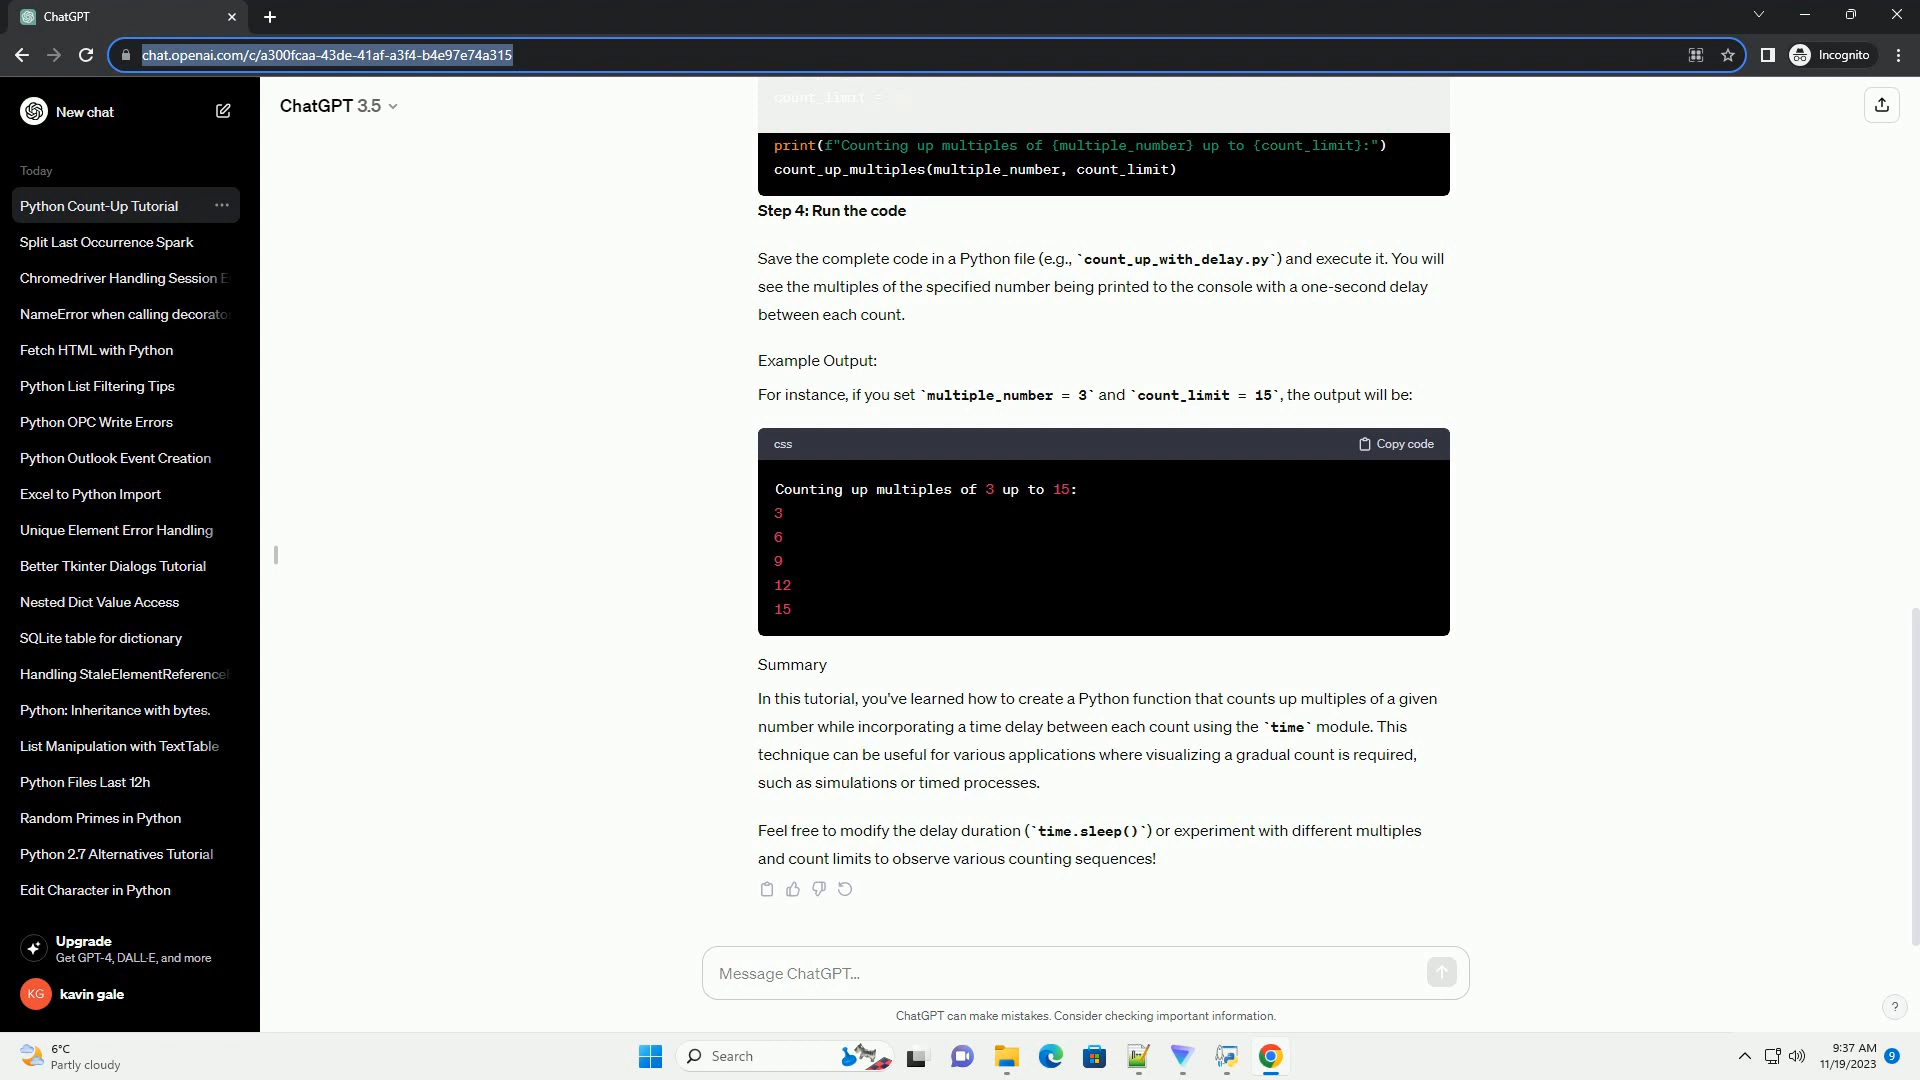 ChatGPT
chat.openai.com/c/a300fcaa-43de-41af-a3f4-b4e97e74a315
Incognito
New chat
Today
Python Count-Up Tutorial
Split Last Occurrence Spark
Chromedriver Handling Session E
NameError when calling decorator
Fetch HTML with Python
Python List Filtering Tips
Python OPC Write Errors
Python Outlook Event Creation
Excel to Python Import
Unique Element Error Handling
Better Tkinter Dialogs Tutorial
Nested Dict Value Access
SQLite table for dictionary
Handling StaleElementReference
Python: Inheritance with bytes.
List Manipulation with TextTable
Python Files Last 12h
Random Primes in Python
Python 2.7 Alternatives Tutorial
Edit Character in Python
Upgrade
Get GPT-4, DALL·E, and more
KG
kavin gale
ChatGPT 3.5
count_limit =
print(f"Counting up multiples of {multiple_number} up to {count_limit}:")
count_up_multiples(multiple_number, count_limit)
Step 4: Run the code
Save the complete code in a Python file (e.g., `count_up_with_delay.py`) and execute it. You will
see the multiples of the specified number being printed to the console with a one-second delay
between each count.
Example Output:
For instance, if you set `multiple_number = 3` and `count_limit = 15`, the output will be:
css
Copy code
Counting up multiples of 3 up to 15:
3
6
9
12
15
Summary
In this tutorial, you've learned how to create a Python function that counts up multiples of a given
number while incorporating a time delay between each count using the `time` module. This
technique can be useful for various applications where visualizing a gradual count is required,
such as simulations or timed processes.
Feel free to modify the delay duration (`time.sleep()`) or experiment with different multiples
and count limits to observe various counting sequences!
Message ChatGPT...
ChatGPT can make mistakes. Consider checking important information.
?
6°C
Partly cloudy
Search
9:37 AM
11/19/2023
9